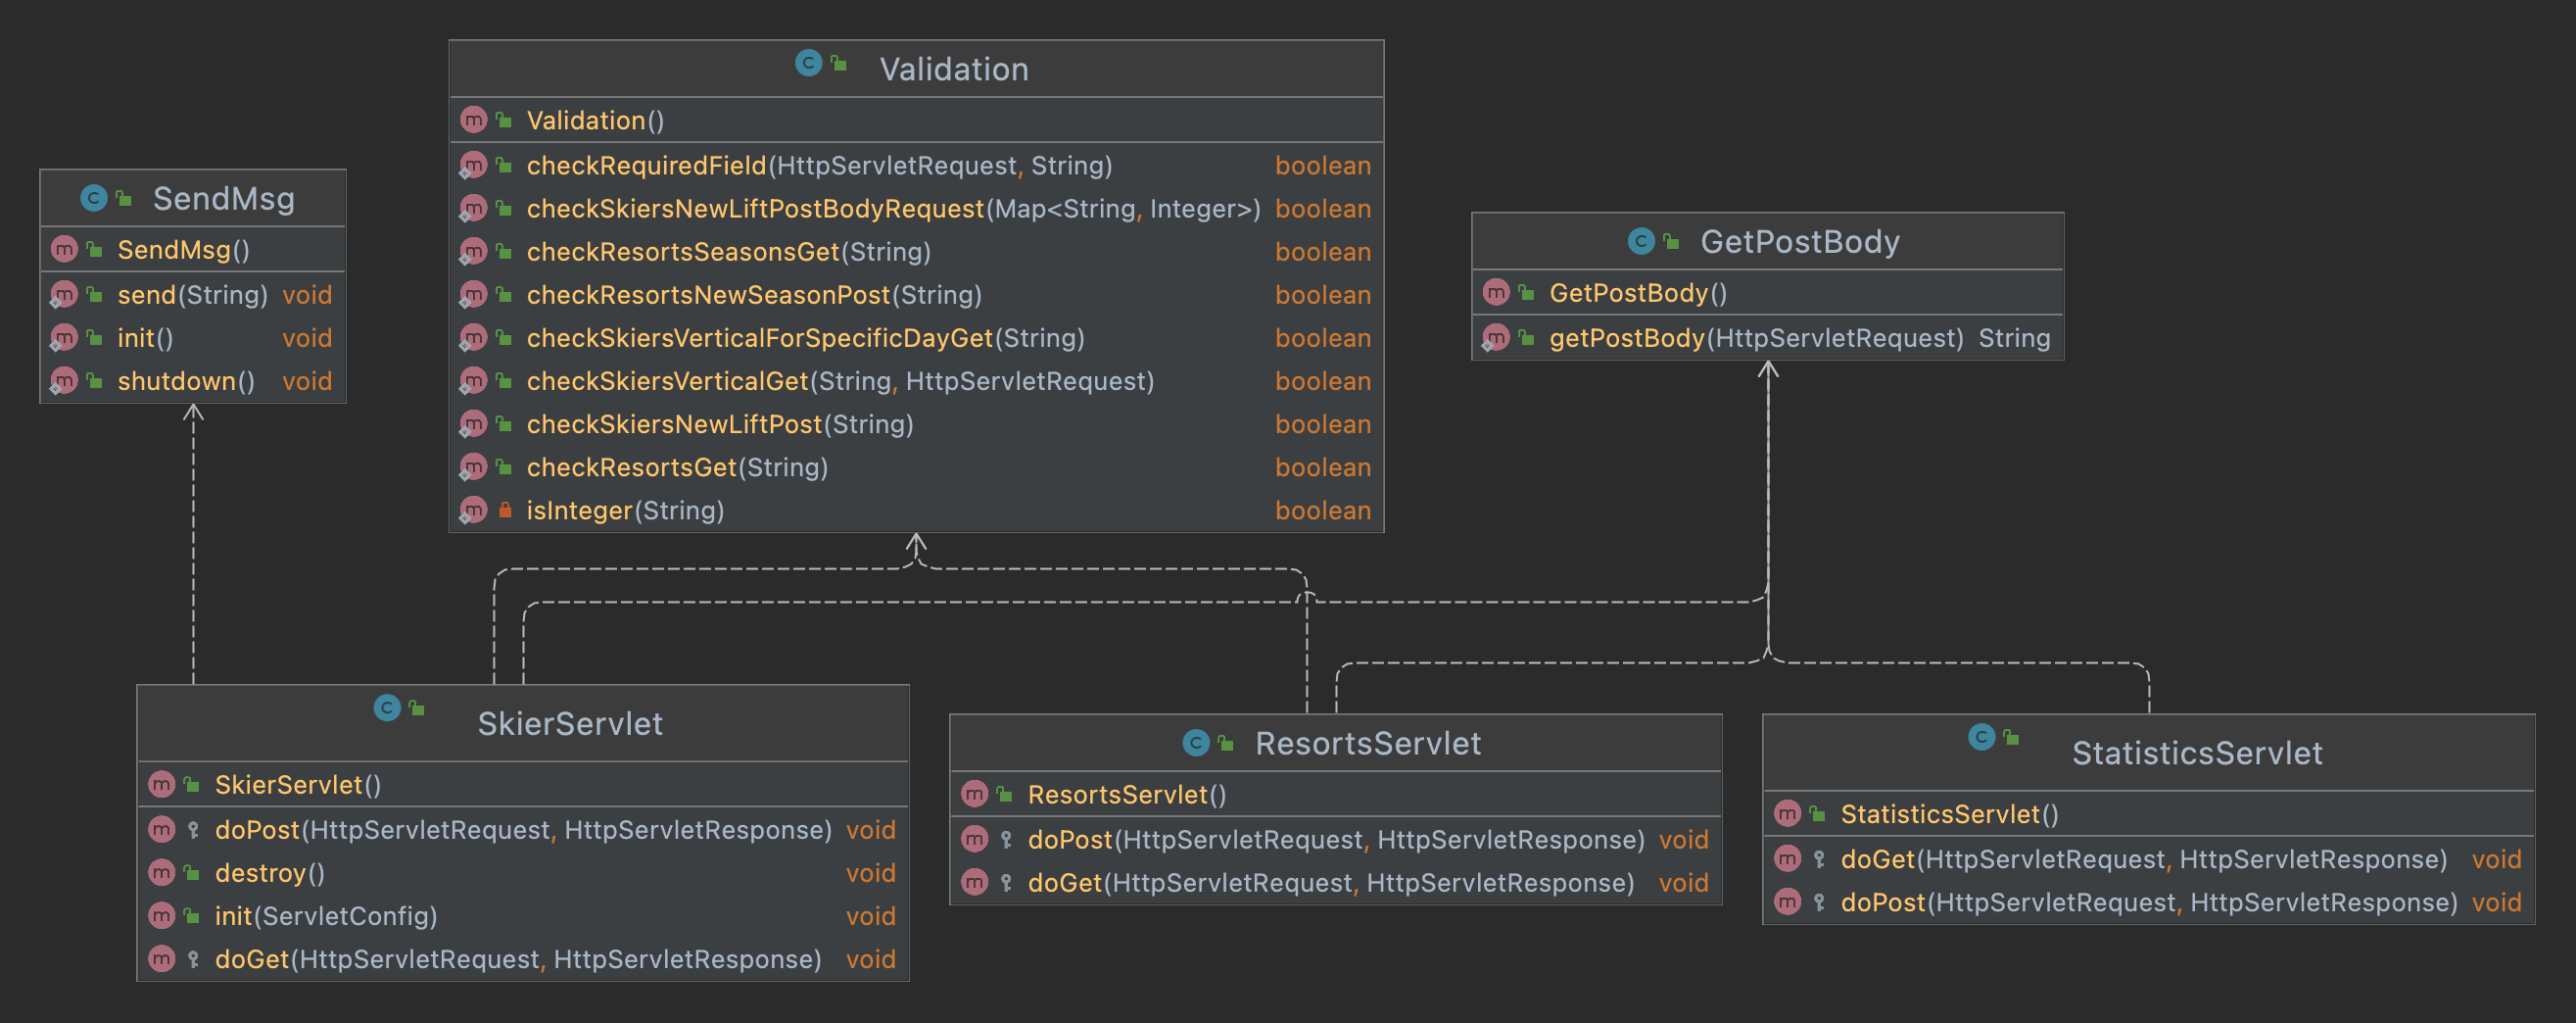 SendMsg
SendMsg()
send(String) void
init() void
shutdown() void
Validation
Validation()
checkRequiredField(HttpServletRequest, String) boolean
checkSkiersNewLiftPostBodyRequest(Map<String, Integer>) boolean
checkResortsSeasonsGet(String) boolean
checkResortsNewSeasonPost(String) boolean
checkSkiersVerticalForSpecificDayGet(String) boolean
checkSkiersVerticalGet(String, HttpServletRequest) boolean
checkSkiersNewLiftPost(String) boolean
checkResortsGet(String) boolean
isInteger(String) boolean
GetPostBody
GetPostBody()
getPostBody(HttpServletRequest) String
SkierServlet
SkierServlet()
doPost(HttpServletRequest, HttpServletResponse) void
destroy() void
init(ServletConfig) void
doGet(HttpServletRequest, HttpServletResponse) void
ResortsServlet
ResortsServlet()
doPost(HttpServletRequest, HttpServletResponse) void
doGet(HttpServletRequest, HttpServletResponse) void
StatisticsServlet
StatisticsServlet()
doGet(HttpServletRequest, HttpServletResponse) void
doPost(HttpServletRequest, HttpServletResponse) void